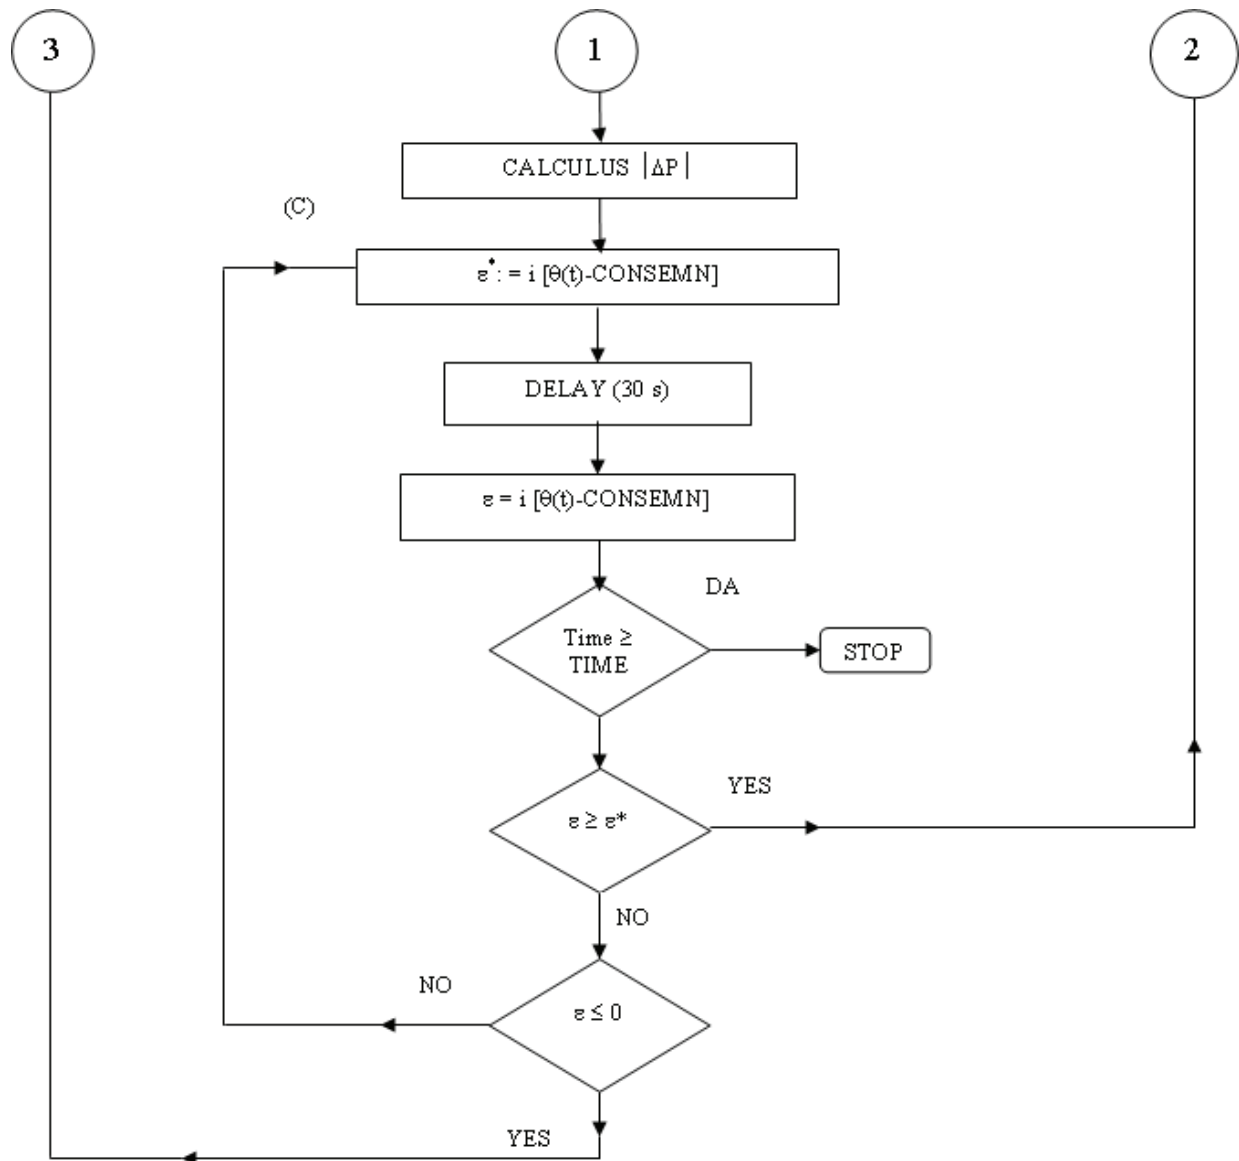 3
1
2
CALCULUS |ΔP|
(C)
ε*: = i [θ(t)-CONSEMN]
DELAY (30 s)
ε = i [θ(t)-CONSEMN]
DA
Time ≥
TIME
STOP
YES
ε ≥ ε*
NO
NO
ε ≤ 0
YES